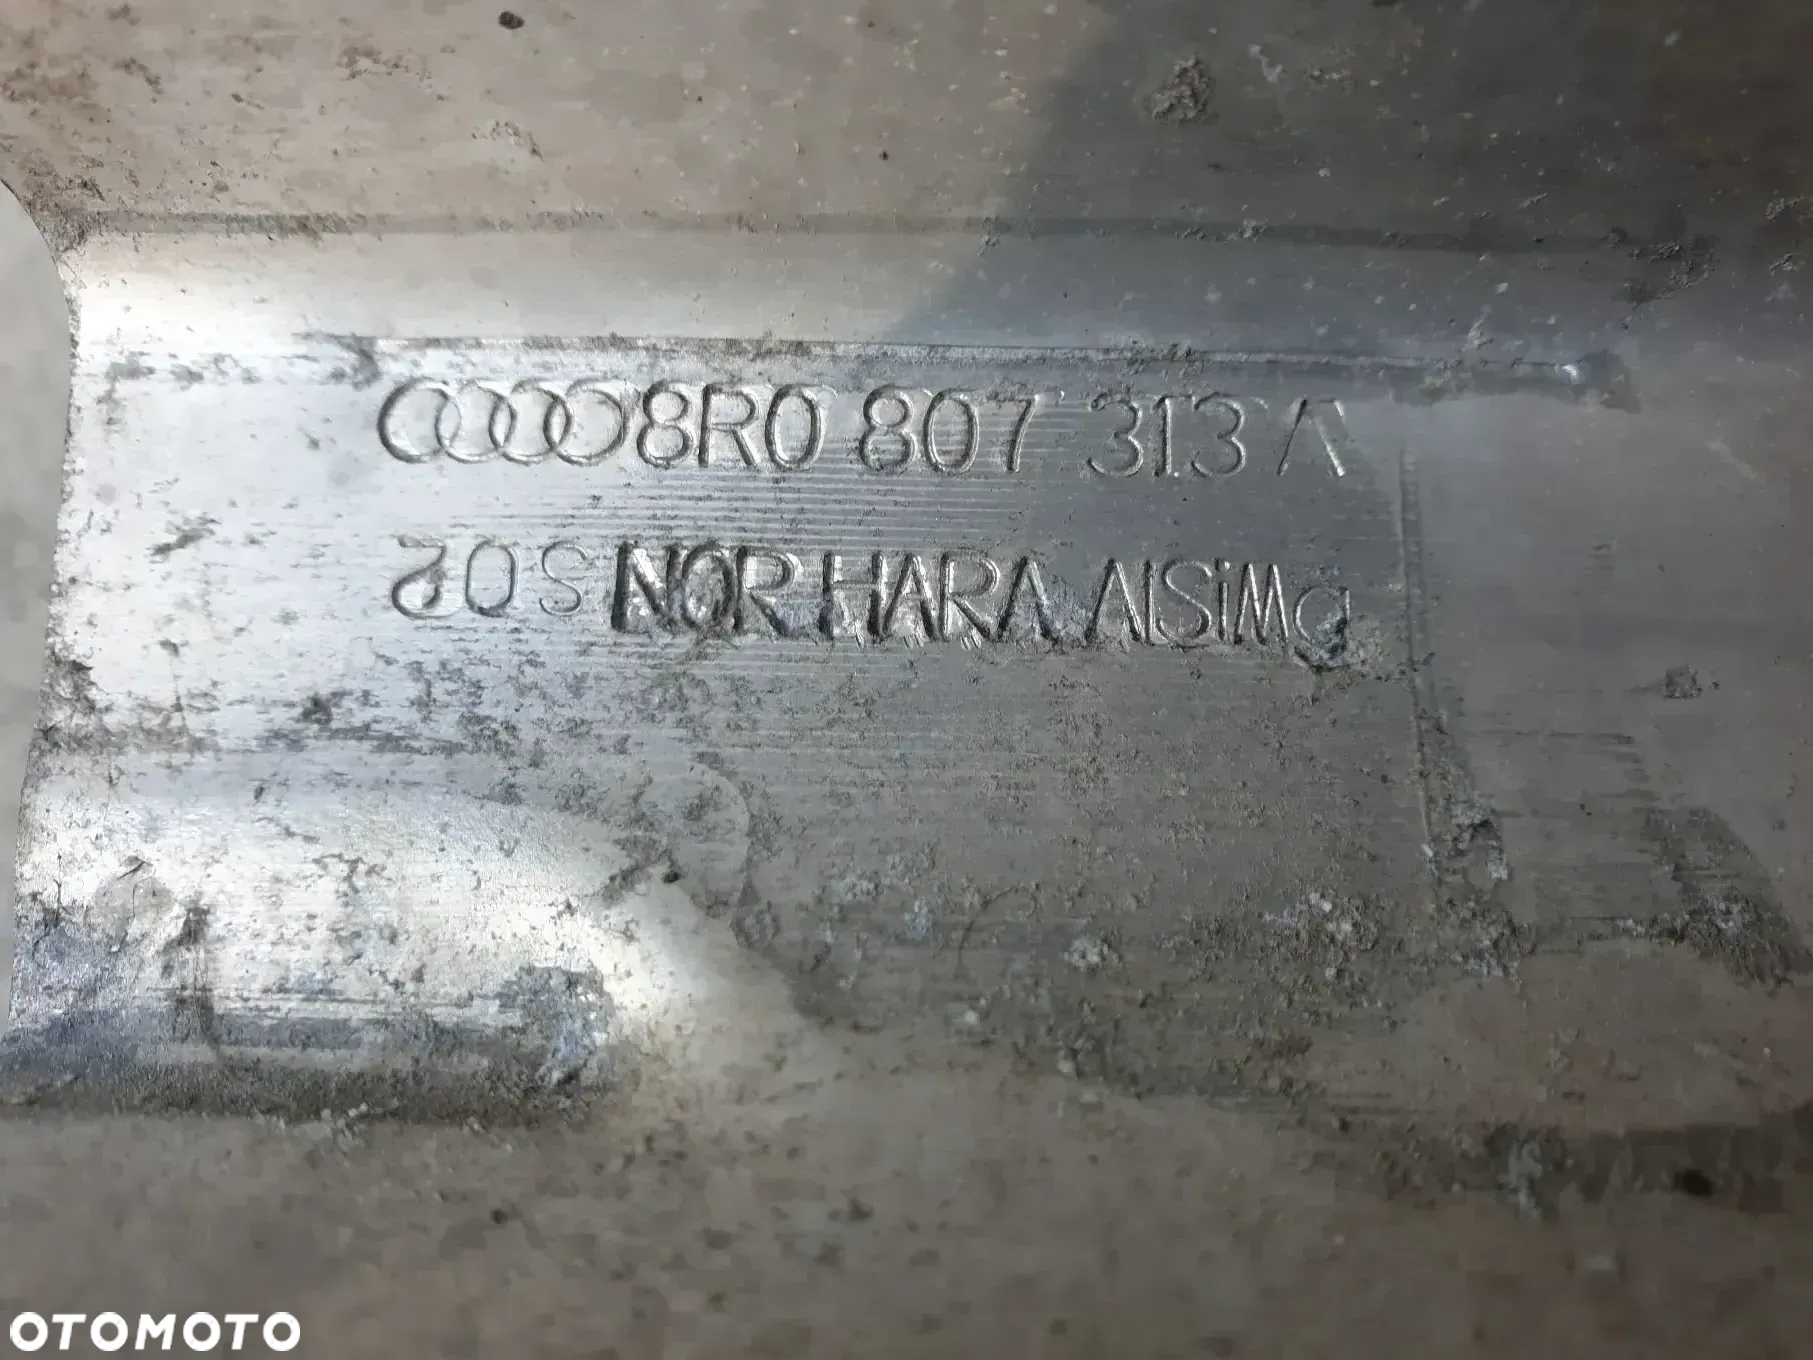 8R0 807 313 A
NOR HARA AlSiMg
OTOMOTO